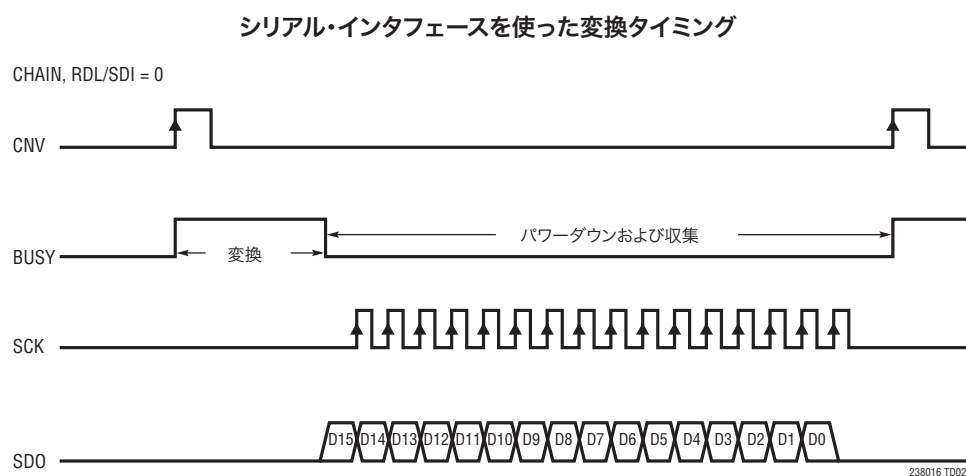 シリアル・インタフェースを使った変換タイミング
CHAIN, RDL/SDI = 0
CNV
BUSY
変換
パワーダウンおよび収集
SCK
SDO
D15 D14 D13 D12 D11 D10 D9 D8 D7 D6 D5 D4 D3 D2 D1 D0
238016 TD02